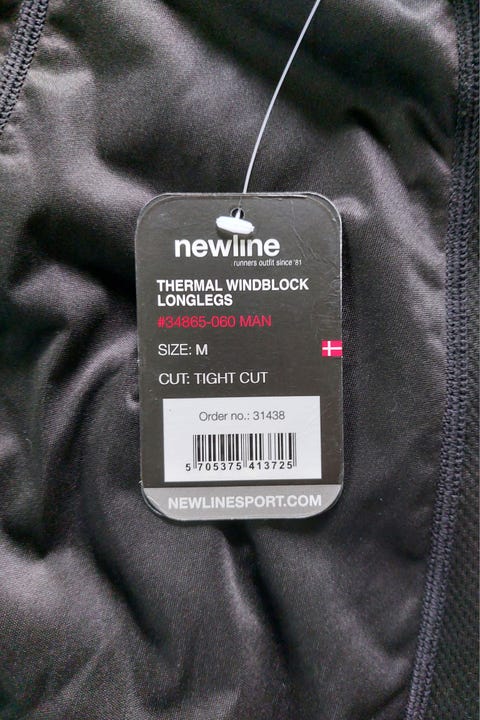 newline
runners outfit since '81
THERMAL WINDBLOCK
LONGLEGS
#34865-060 MAN
SIZE: M
CUT: TIGHT CUT
Order no.: 31438
5 705375 413725
NEWLINESPORT.COM